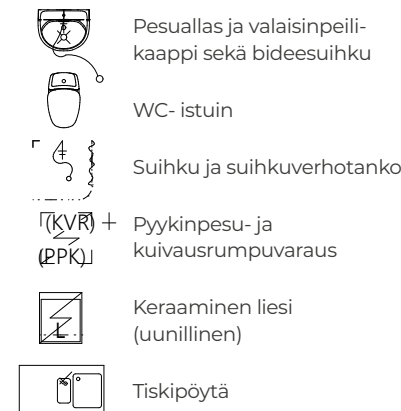 Pesuallas ja valaisinpeili-
kaappi sekä bideesuihku
WC- istuin
Suihku ja suihkuverhotanko
(KVR)
(PPK)
Pyykinpesu- ja
kuivausrumpuvaraus
L
Keraaminen liesi
(uunillinen)
Tiskipöytä